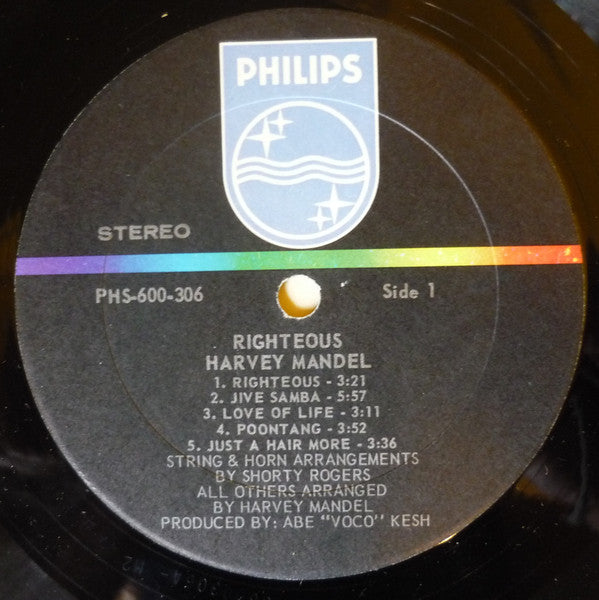 PHILIPS
STEREO
PHS-600-306
Side 1
RIGHTEOUS
HARVEY MANDEL
1. RIGHTEOUS - 3:21
2. JIVE SAMBA - 5:57
3. LOVE OF LIFE - 3:11
4. POONTANG - 3:52
5. JUST A HAIR MORE - 3:36
STRING & HORN ARRANGEMENTS
BY SHORTY ROGERS
ALL OTHERS ARRANGED
BY HARVEY MANDEL
PRODUCED BY: ABE "VOCO" KESH